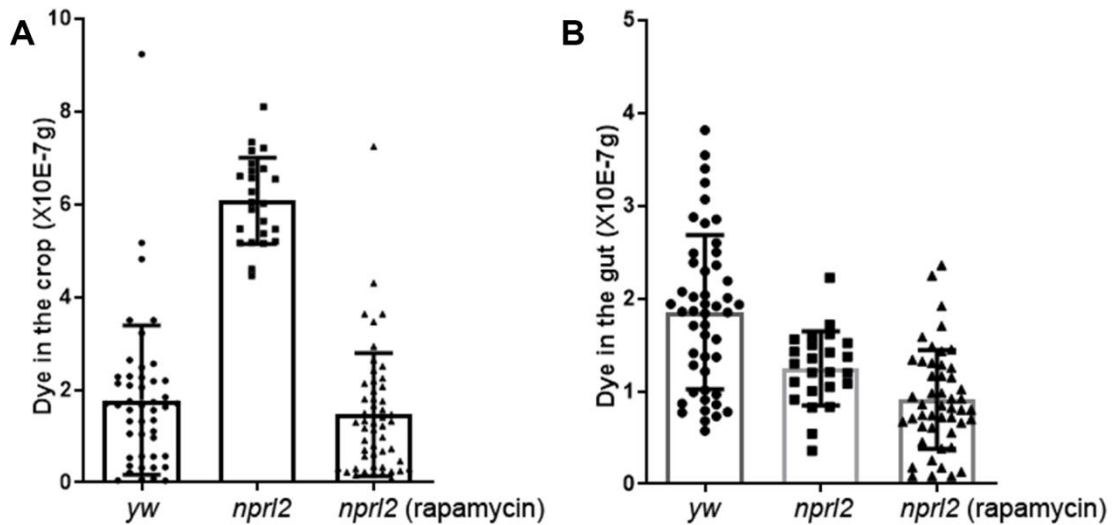 A
Dye in the crop (X10E-7g)
10
8
6
4
2
0
yw
nprl2
nprl2 (rapamycin)
B
Dye in the gut (X10E-7g)
5
4
3
2
1
0
yw
nprl2
nprl2 (rapamycin)